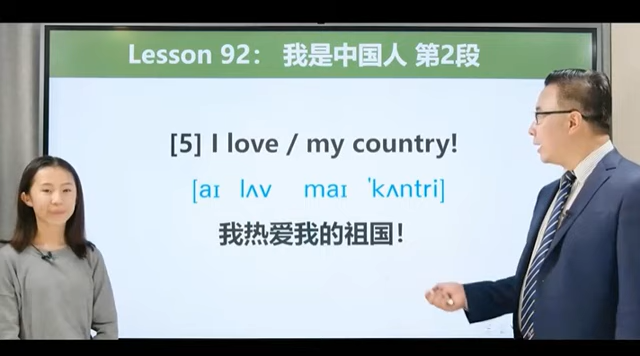 Lesson 92： 我是中国人 第2段
[5] I love / my country!
[aɪ lʌv maɪ ˈkʌntri]
我热爱我的祖国！